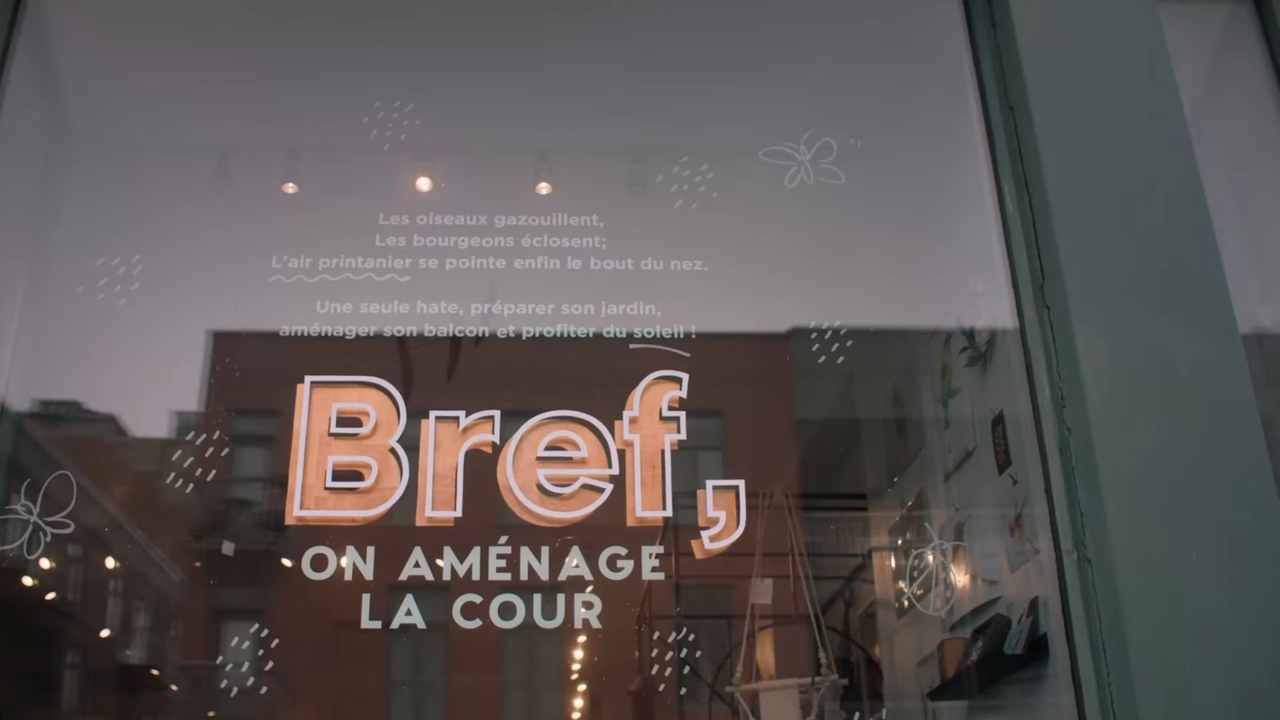 Les oiseaux gazouillent,
Les bourgeons éclosent;
L'air printanier se pointe enfin le bout du nez.
Une seule hate, préparer son jardin,
aménager son balcon et profiter du soleil !
Bref,
ON AMÉNAGE
LA COUR